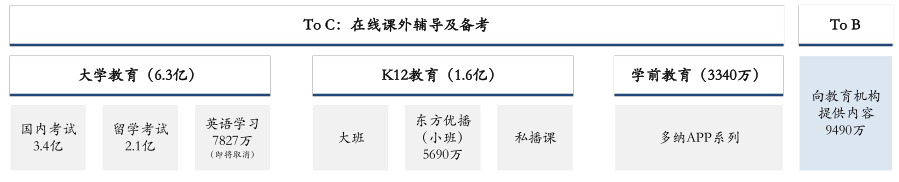 To C：在线课外辅导及备考
To B
大学教育（6.3亿）
K12教育（1.6亿）
学前教育（3340万）
国内考试
3.4亿
留学考试
2.1亿
英语学习
7827万
（即将取消）
大班
东方优播
（小班）
5690万
私播课
多纳APP系列
向教育机构
提供内容
9490万